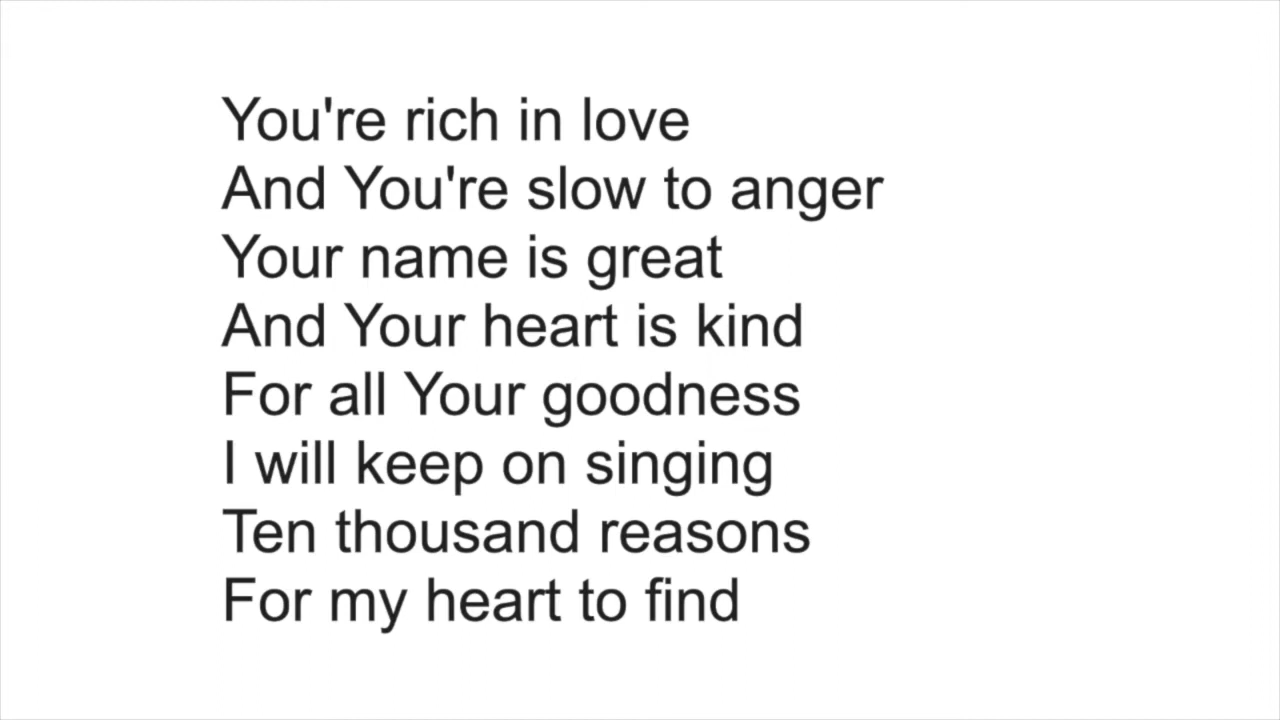 You're rich in love
And You're slow to anger
Your name is great
And Your heart is kind
For all Your goodness
I will keep on singing
Ten thousand reasons
For my heart to find